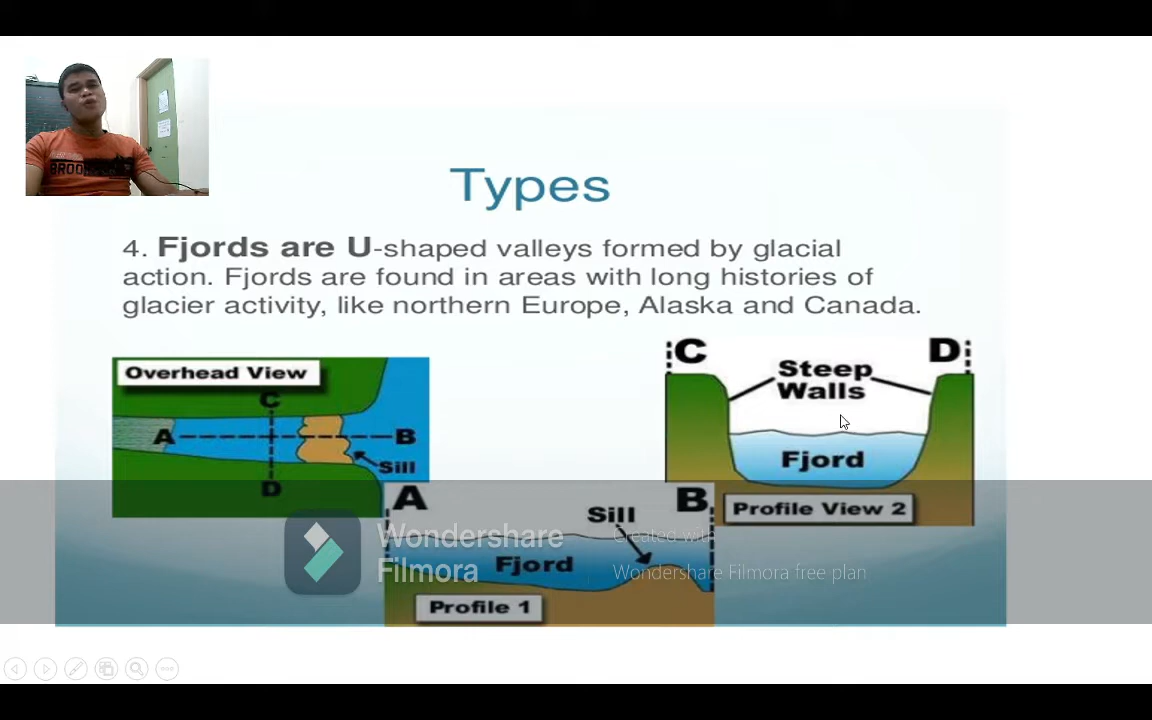 Types
4. Fjords are U-shaped valleys formed by glacial
action. Fjords are found in areas with long histories of
glacier activity, like northern Europe, Alaska and Canada.
Overhead View
C
A
B
Sill
D
C
D
Steep
Walls
Fjord
Profile View 2
A
B
Sill
Fjord
Profile 1
Wondershare
Filmora
Created with
Wondershare Filmora free plan